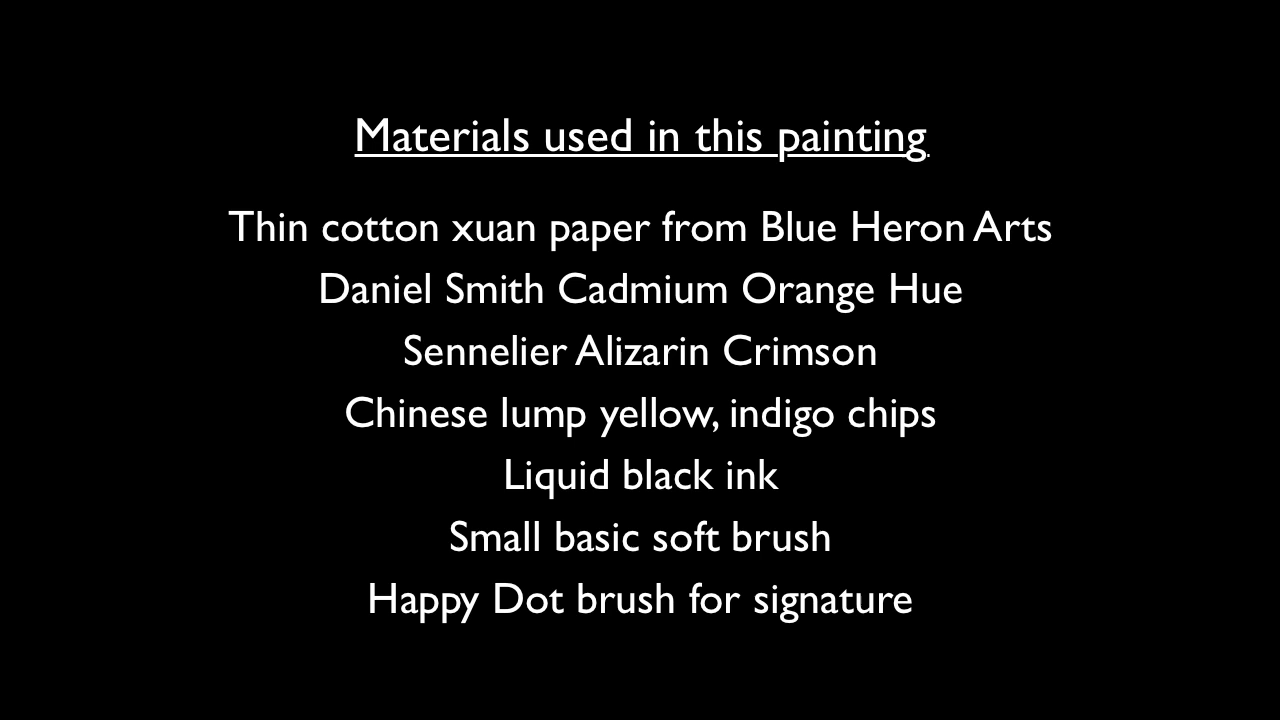 Materials used in this painting
Thin cotton xuan paper from Blue Heron Arts
Daniel Smith Cadmium Orange Hue
Sennelier Alizarin Crimson
Chinese lump yellow, indigo chips
Liquid black ink
Small basic soft brush
Happy Dot brush for signature